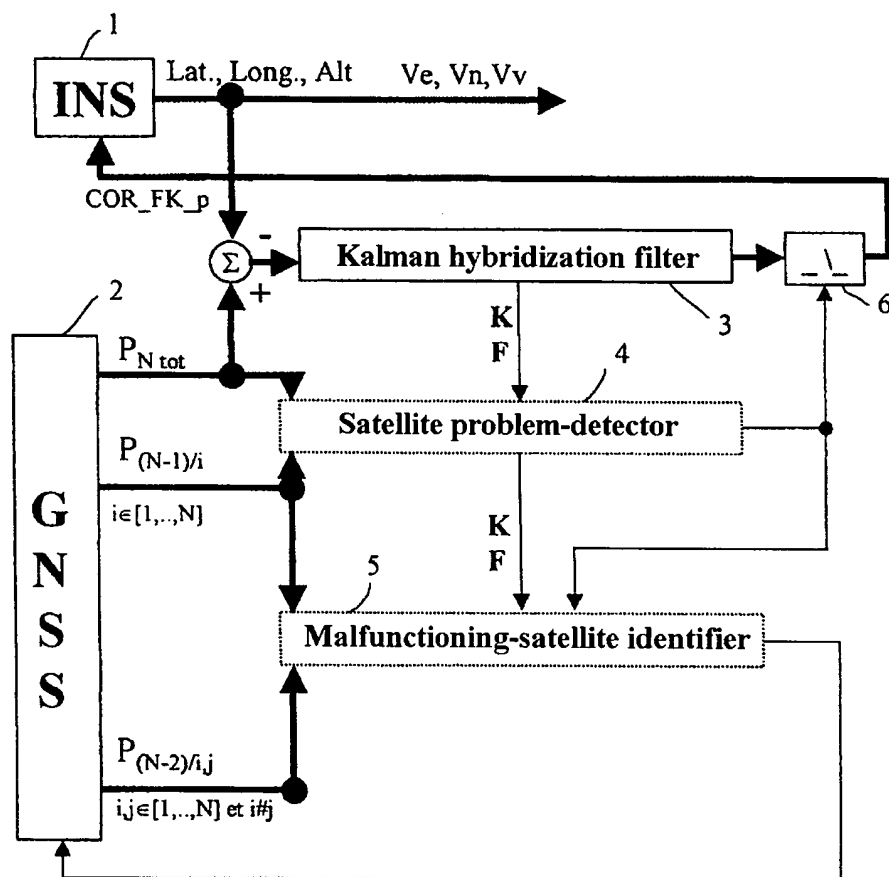 1
Lat., Long., Alt
Ve, Vn,Vv
INS
COR_FK_p
-
Σ
+
Kalman hybridization filter
_\_
2
3
6
K
F
P_{N tot}
4
Satellite problem-detector
P_{(N-1)/i}
i∈[1,..,N]
G
N
S
S
K
F
5
Malfunctioning-satellite identifier
P_{(N-2)/i,j}
i,j∈[1,..,N] et i#j